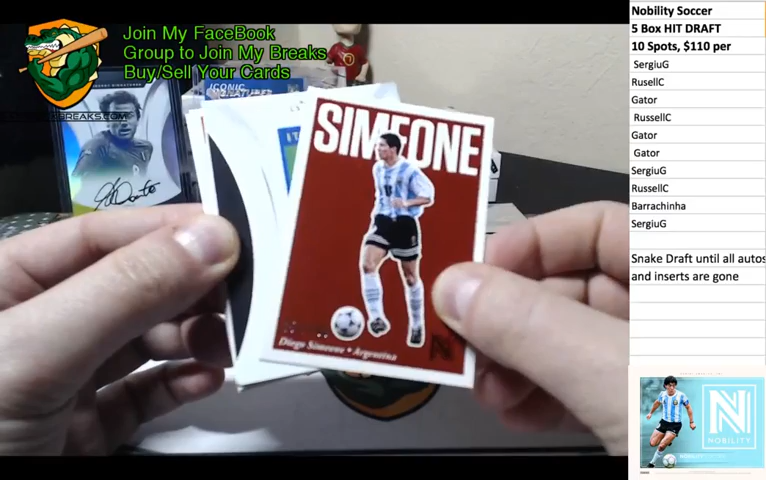 Join My FaceBook
Group to Join My Breaks
Buy/Sell Your Cards
BREAKS.COM
ICONIC
SIGNATURES
SIMEONE
Diego Simeone • Argentina
N
Nobility Soccer
5 Box HIT DRAFT
10 Spots, $110 per
SergiuG
RusellC
Gator
RussellC
Gator
Gator
SergiuG
RussellC
Barrachinha
SergiuG
Snake Draft until all autos
and inserts are gone
N
NOBILITY